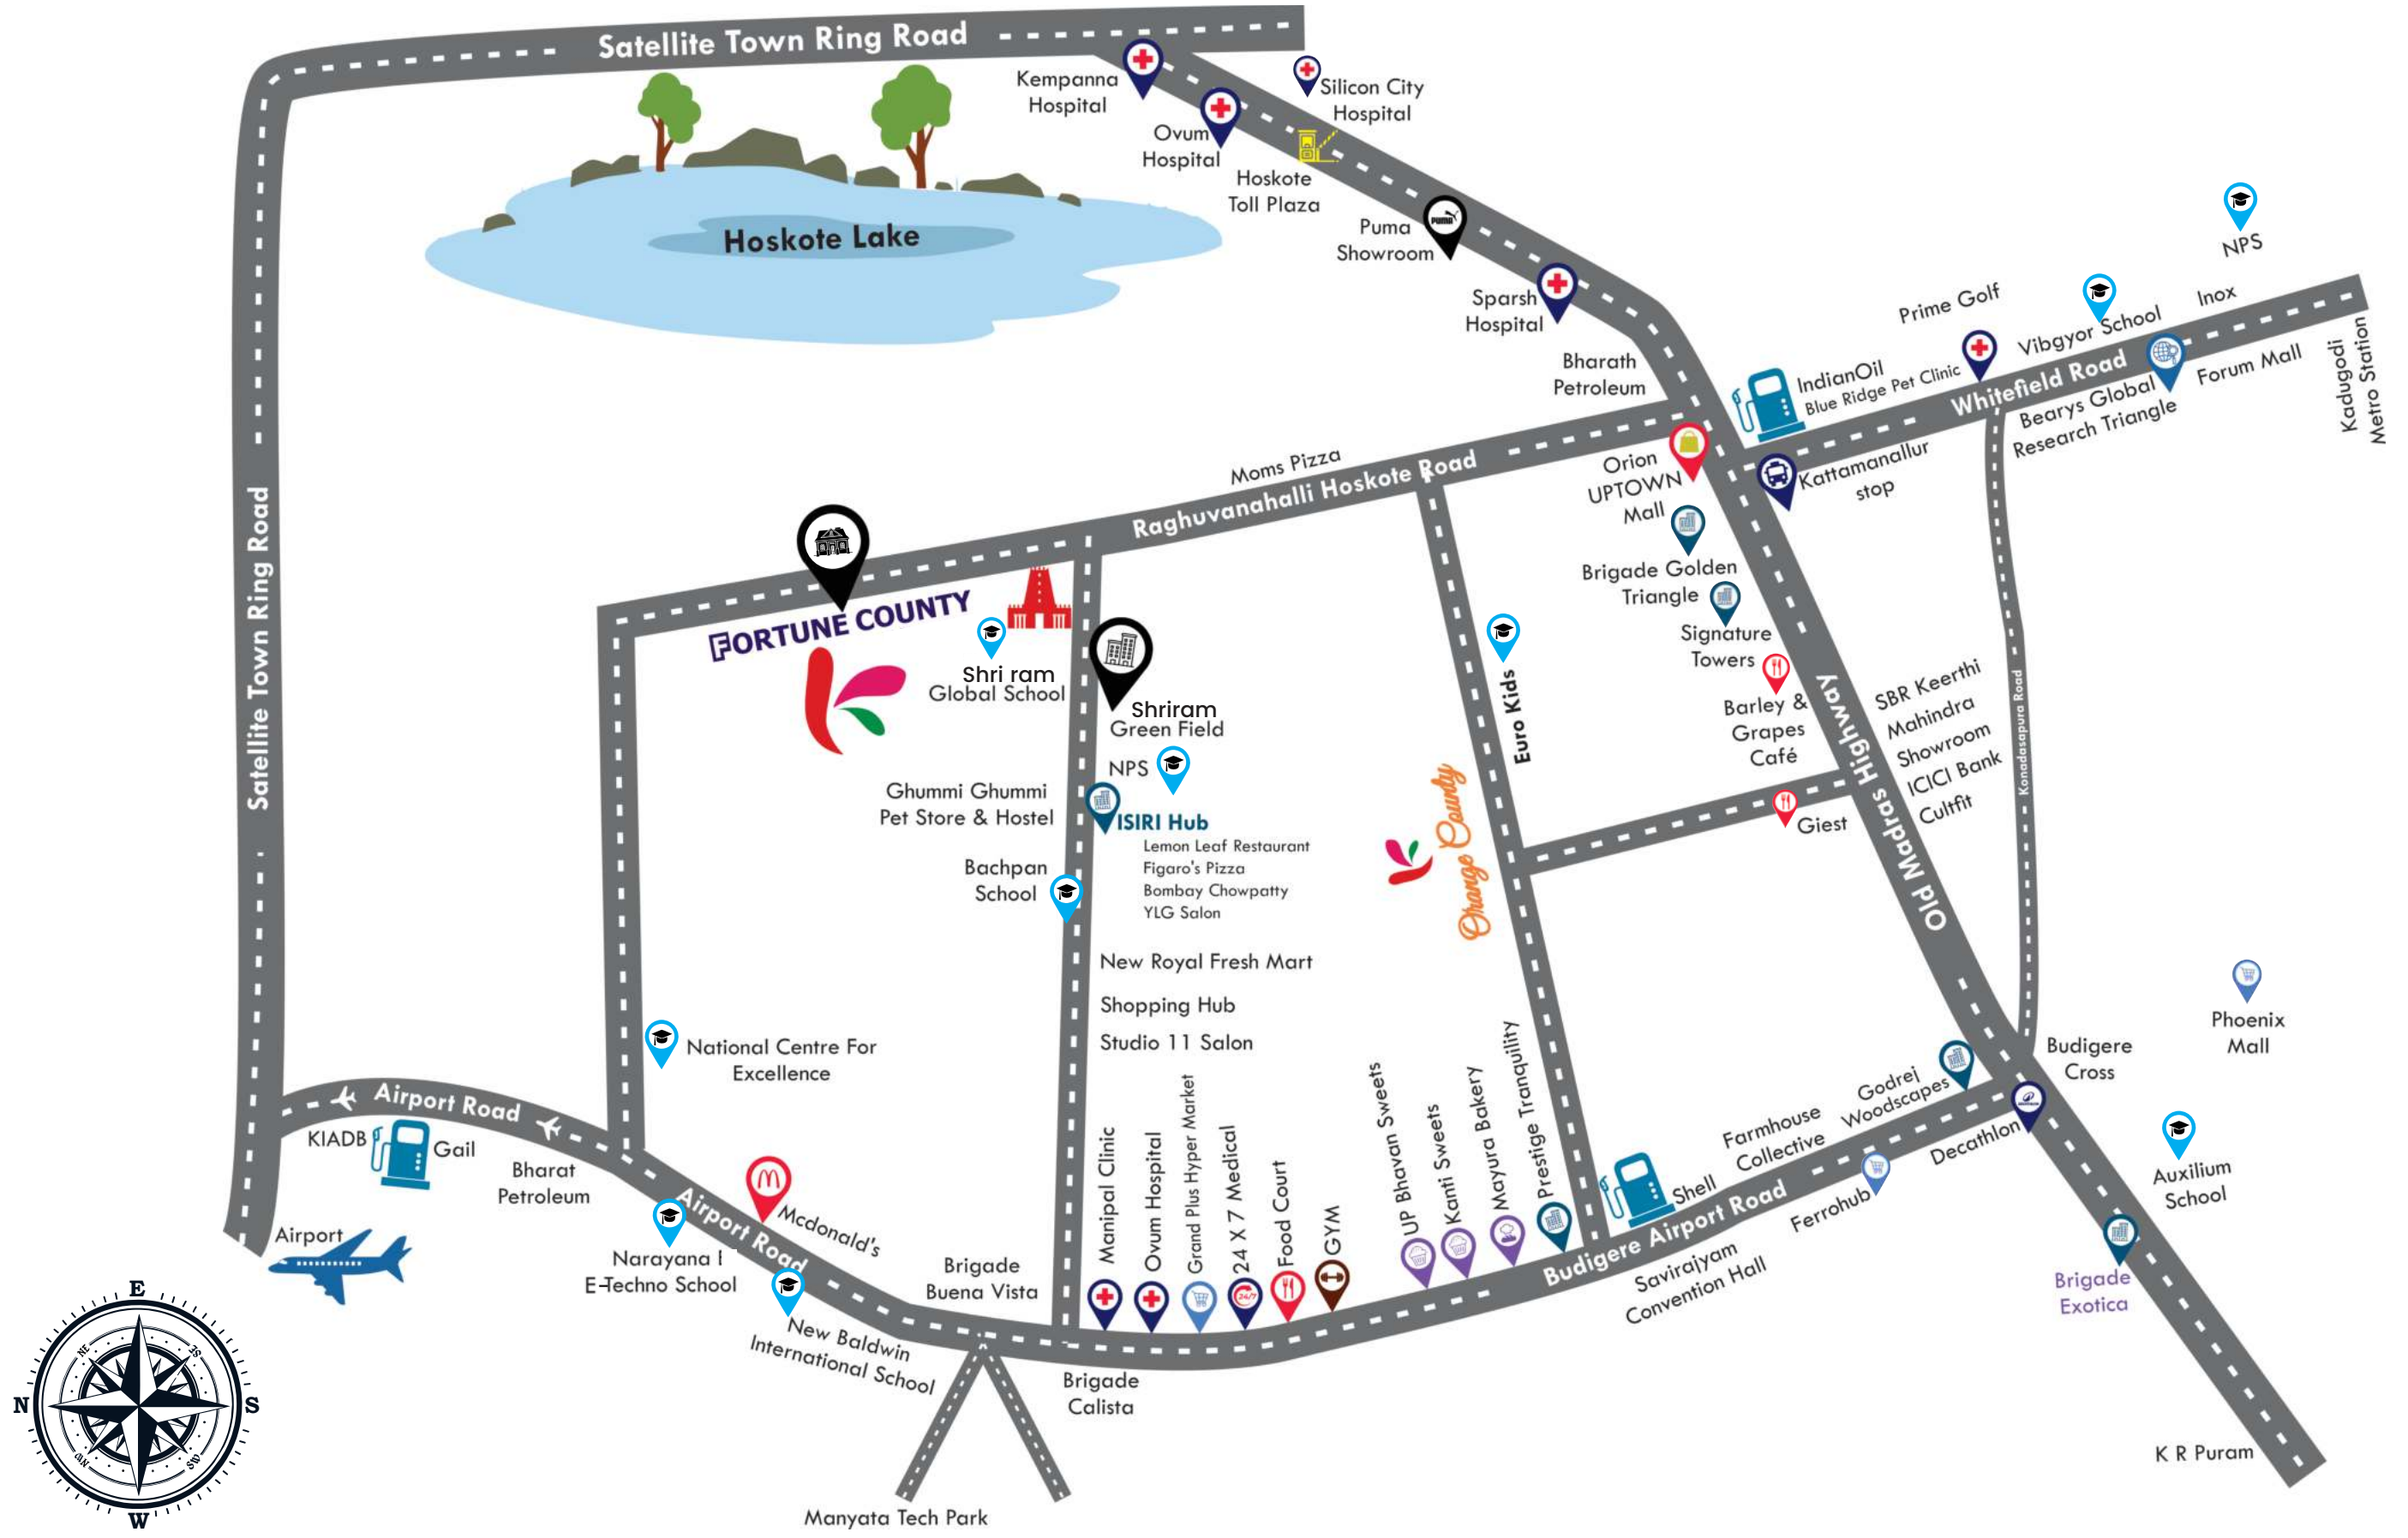 Satellite Town Ring Road
Kempanna
Hospital
Silicon City
Hospital
Ovum
Hospital
Hoskote
Toll Plaza
Puma
Showroom
PUMA
Sparsh
Hospital
Bharath
Petroleum
Hoskote Lake
NPS
Inox
Prime Golf
Vibgyor School
IndianOil
Blue Ridge Pet Clinic
Whitefield Road
Bearys Global
Research Triangle
Forum Mall
Kadugodi
Metro Station
Kattamanallur
stop
Moms Pizza
Raghuvanahalli Hoskote Road
Orion
UPTOWN
Mall
Brigade Golden
Triangle
Signature
Towers
Barley &
Grapes
Café
Giest
Old Madras Highway
SBR Keerthi
Mahindra
Showroom
ICICI Bank
Cultfit
Konadasapura Road
Satellite Town Ring Road
FORTUNE COUNTY
Shri ram
Global School
Shriram
Green Field
NPS
Ghummi Ghummi
Pet Store & Hostel
ISIRI Hub
Lemon Leaf Restaurant
Figaro's Pizza
Bombay Chowpatty
YLG Salon
Bachpan
School
New Royal Fresh Mart
Shopping Hub
Studio 11 Salon
Euro Kids
Orange County
National Centre For
Excellence
Airport Road
KIADB
Gail
Bharat
Petroleum
Airport
Airport Road
Mcdonald's
Narayana I
E-Techno School
New Baldwin
International School
Brigade
Buena Vista
Manipal Clinic
Ovum Hospital
Grand Plus Hyper Market
24 X 7 Medical
24/7
Food Court
GYM
UP Bhavan Sweets
Kanti Sweets
Mayura Bakery
Prestige Tranquility
Shell
Budigere Airport Road
Savirajyam
Convention Hall
Farmhouse
Collective
Godrej
Woodscapes
Ferrohub
Decathlon
Budigere
Cross
Phoenix
Mall
Auxilium
School
Brigade
Exotica
K R Puram
Brigade
Calista
Manyata Tech Park
E
NE
SE
N
S
NW
SW
W